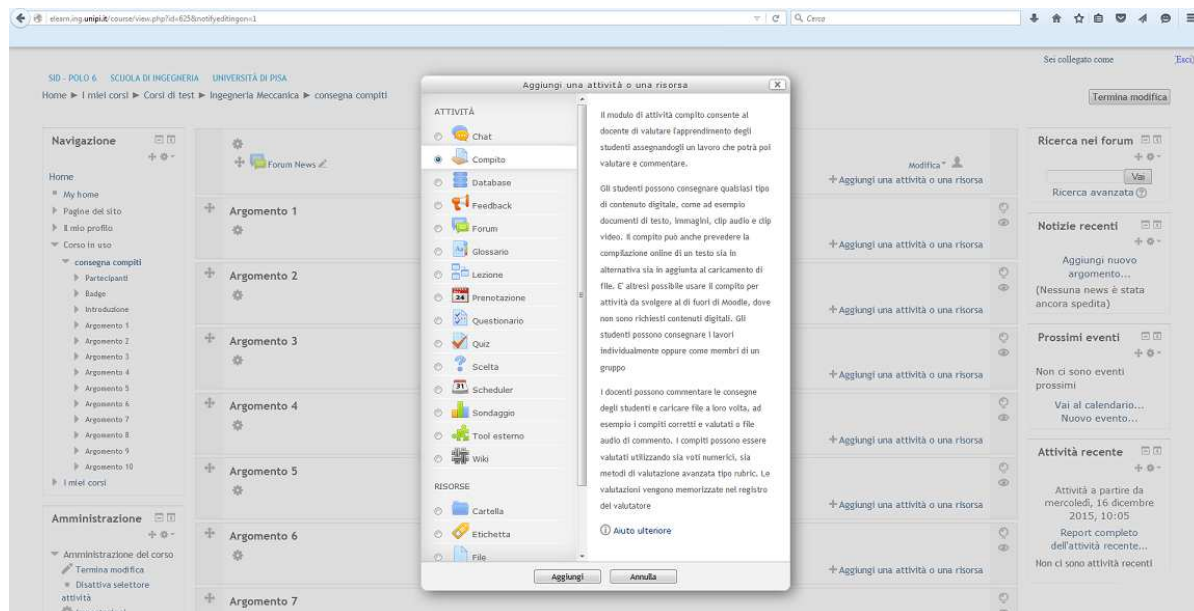 elearn.ing.unipi.it/course/view.php?id=625&notifyeditingon=1
Cerca
Sei collegato come
(Esci)
SID - POLO 6 SCUOLA DI INGEGNERIA UNIVERSITÀ DI PISA
Home ► I miei corsi ► Corsi di test ► Ingegneria Meccanica ► consegna compiti
Termina modifica
Navigazione
Home
My home
Pagine del sito
Il mio profilo
Corso in uso
consegna compiti
Partecipanti
Badge
Introduzione
Argomento 1
Argomento 2
Argomento 3
Argomento 4
Argomento 5
Argomento 6
Argomento 7
Argomento 8
Argomento 9
Argomento 10
I miei corsi
Amministrazione
Amministrazione del corso
Termina modifica
Disattiva selettore
attività
Forum News
Modifica
Aggiungi una attività o una risorsa
Argomento 1
Aggiungi una attività o una risorsa
Argomento 2
Aggiungi una attività o una risorsa
Argomento 3
Aggiungi una attività o una risorsa
Argomento 4
Aggiungi una attività o una risorsa
Argomento 5
Aggiungi una attività o una risorsa
Argomento 6
Aggiungi una attività o una risorsa
Argomento 7
Aggiungi una attività o una risorsa
ATTIVITÀ
Chat
Compito
Database
Feedback
Forum
Glossario
Lezione
Prenotazione
Questionario
Quiz
Scelta
Scheduler
Sondaggio
Tool esterno
Wiki
RISORSE
Cartella
Etichetta
File
Il modulo di attività compito consente al
docente di valutare l'apprendimento degli
studenti assegnandogli un lavoro che potrà poi
valutare e commentare.
Gli studenti possono consegnare qualsiasi tipo
di contenuto digitale, come ad esempio
documenti di testo, immagini, clip audio e clip
video. Il compito può anche prevedere la
compilazione online di un testo sia in
alternativa sia in aggiunta al caricamento di
file. E' altresì possibile usare il compito per
attività da svolgere al di fuori di Moodle, dove
non sono richiesti contenuti digitali. Gli
studenti possono consegnare i lavori
individualmente oppure come membri di un
gruppo
I docenti possono commentare le consegne
degli studenti e caricare file a loro volta, ad
esempio i compiti corretti e valutati o file
audio di commento. I compiti possono essere
valutati utilizzando sia voti numerici, sia
metodi di valutazione avanzata tipo rubric. Le
valutazioni vengono memorizzate nel registro
del valutatore
Aiuto ulteriore
Aggiungi
Annulla
Ricerca nei forum
Vai
Ricerca avanzata
Notizie recenti
Aggiungi nuovo
argomento...
(Nessuna news è stata
ancora spedita)
Prossimi eventi
Non ci sono eventi
prossimi
Vai al calendario...
Nuovo evento...
Attività recente
Attività a partire da
mercoledì, 16 dicembre
2015, 10:05
Report completo
dell'attività recente...
Non ci sono attività recenti